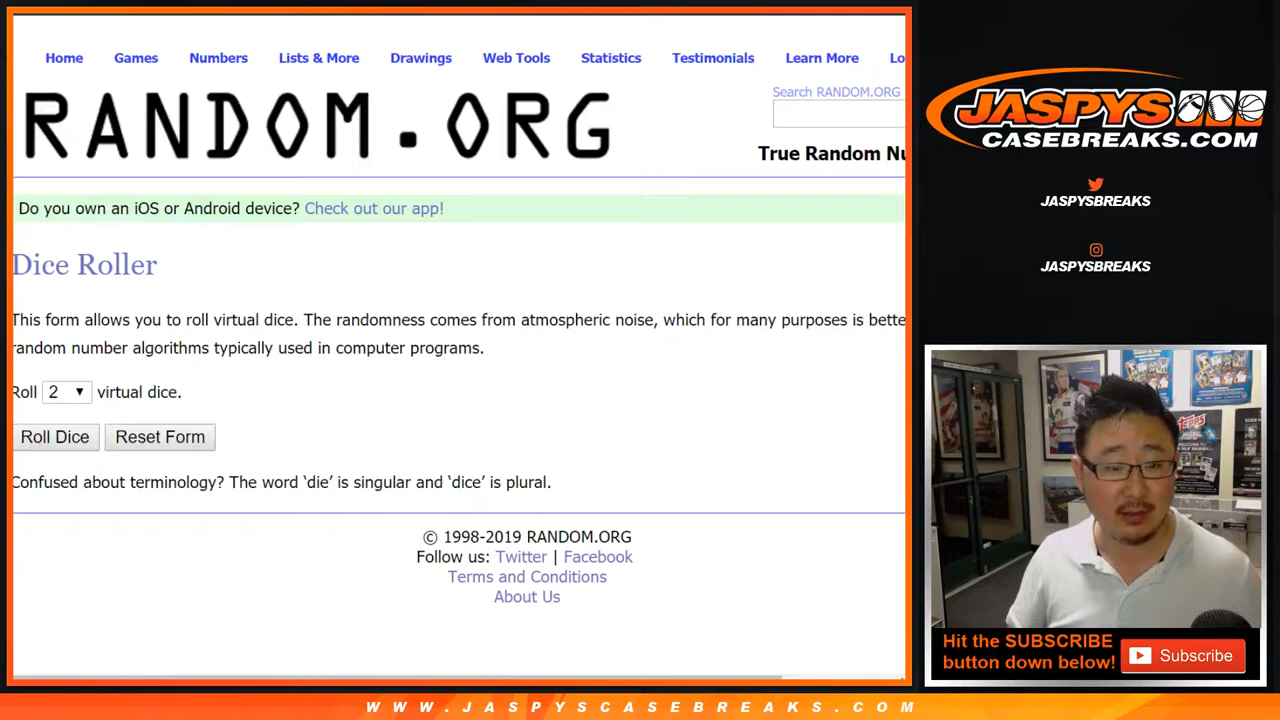 Home Games Numbers Lists & More Drawings Web Tools Statistics Testimonials Learn More Lo
RANDOM.ORG
Search RANDOM.ORG
True Random Nu
Do you own an iOS or Android device? Check out our app!
Dice Roller
This form allows you to roll virtual dice. The randomness comes from atmospheric noise, which for many purposes is bette
random number algorithms typically used in computer programs.
Roll 2 virtual dice.
Roll Dice Reset Form
Confused about terminology? The word ‘die’ is singular and ‘dice’ is plural.
© 1998-2019 RANDOM.ORG
Follow us: Twitter | Facebook
Terms and Conditions
About Us
JASPYS
CASEBREAKS.COM
JASPYSBREAKS
JASPYSBREAKS
topps
Hit the SUBSCRIBE
button down below!
Subscribe
WWW.JASPYSCASEBREAKS.COM